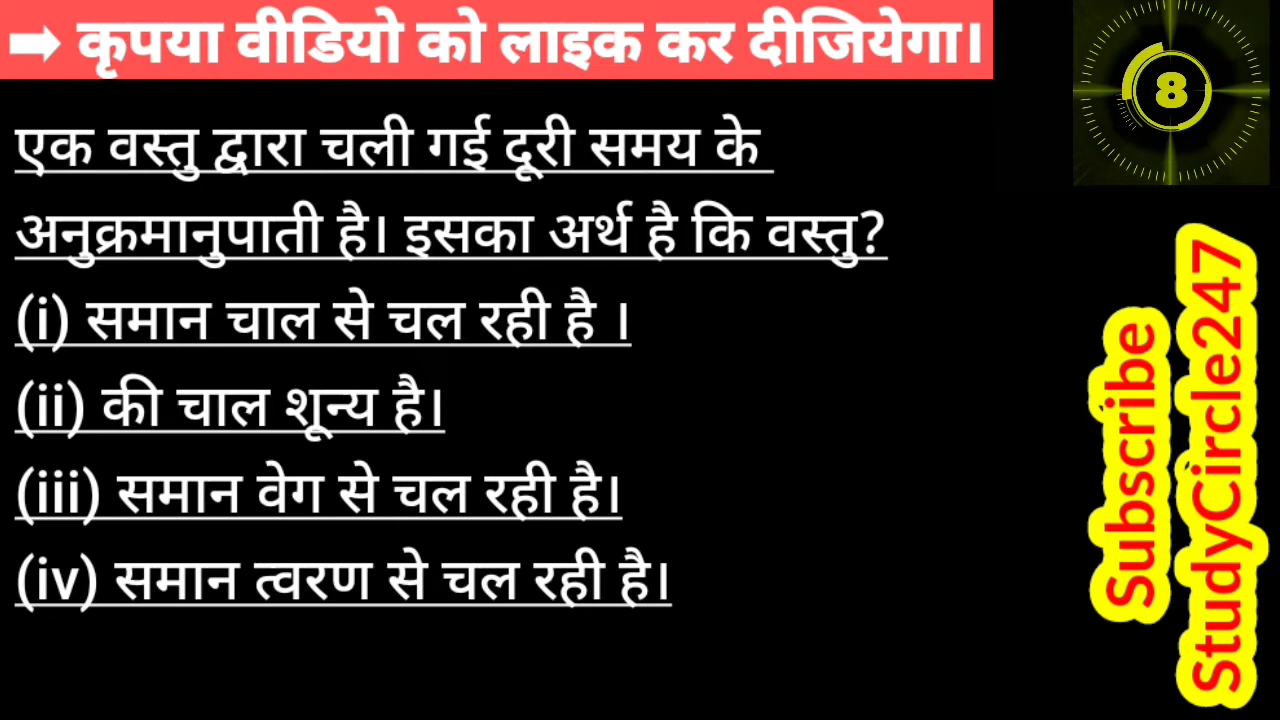 ➡ कृपया वीडियो को लाइक कर दीजियेगा।
8
एक वस्तु द्वारा चली गई दूरी समय के
अनुक्रमानुपाती है। इसका अर्थ है कि वस्तु?
(i) समान चाल से चल रही है ।
(ii) की चाल शून्य है।
(iii) समान वेग से चल रही है।
(iv) समान त्वरण से चल रही है।
Subscribe
StudyCircle247